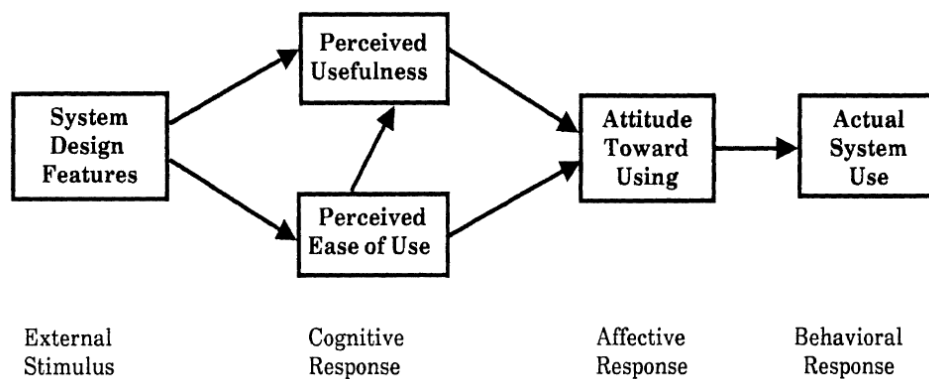 System
Design
Features
Perceived
Usefulness
Perceived
Ease of Use
Attitude
Toward
Using
Actual
System
Use
External
Stimulus
Cognitive
Response
Affective
Response
Behavioral
Response